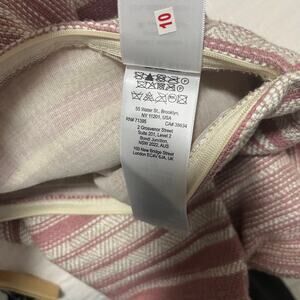 10
55 Water St., Brooklyn,
NY 11201, USA
RN# 71395 CA# 38634
2 Grosvenor Street
Suite 201, Level 2
Bondi Junction,
NSW 2022, AUS
100 New Bridge Street
London EC4V 6JA, UK